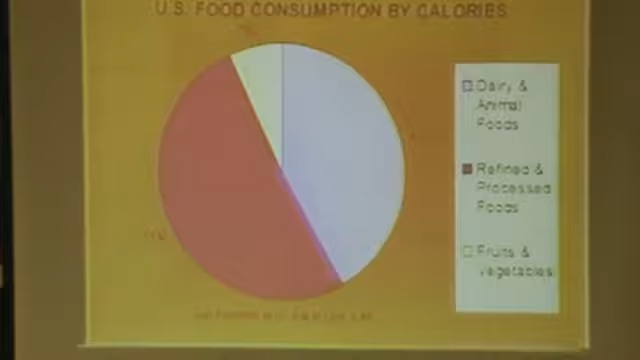 U.S. FOOD CONSUMPTION BY CALORIES
Dairy &
Animal
Foods
Refined &
Processed
Foods
Fruits &
Vegetables